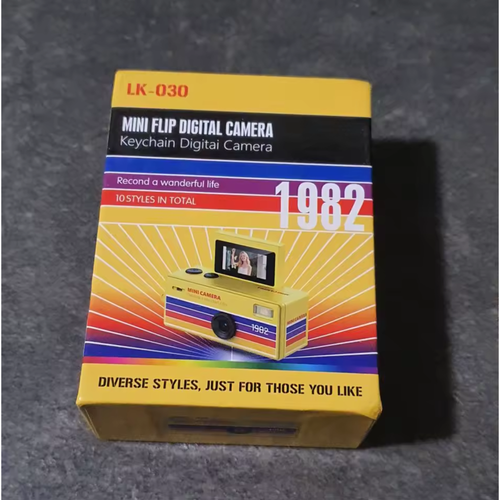 LK-030
MINI FLIP DIGITAL CAMERA
Keychain Digitai Camera
Recond a wanderful life
10 STYLES IN TOTAL
1982
MINI CAMERA
1982
DIVERSE STYLES, JUST FOR THOSE YOU LIKE